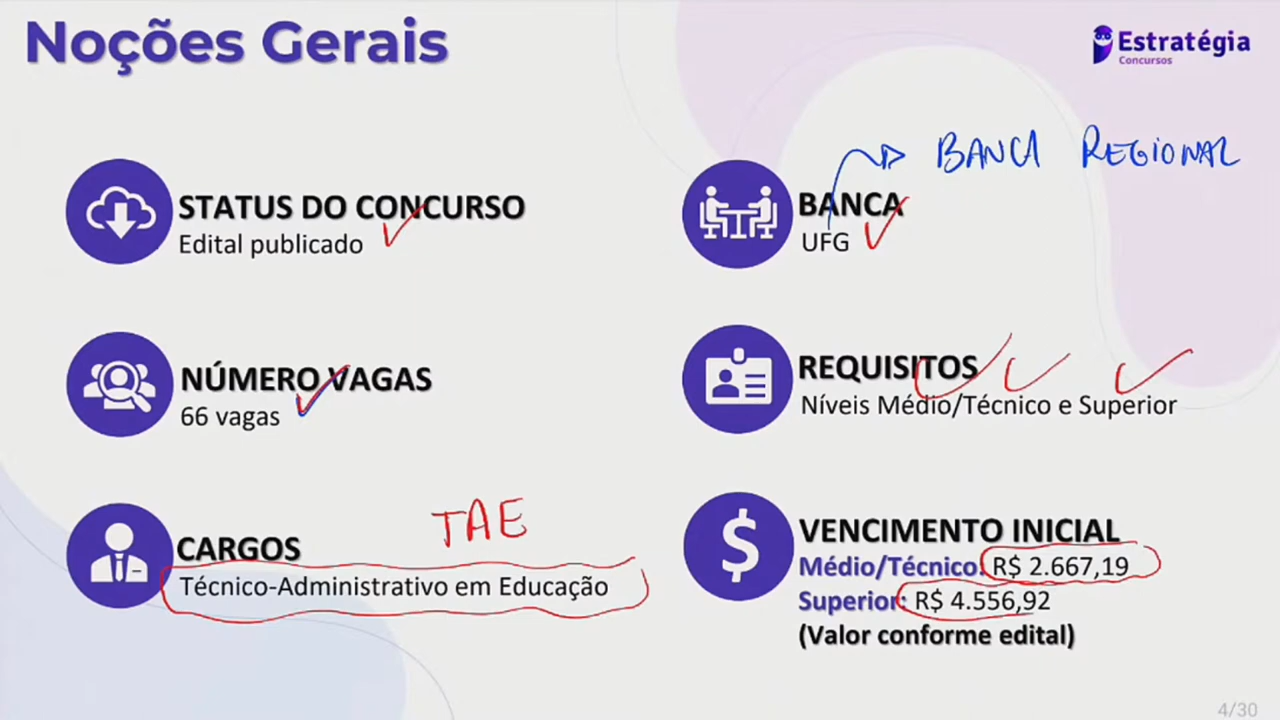 Noções Gerais
Estratégia
Concursos
BANCA REGIONAL
STATUS DO CONCURSO
Edital publicado
BANCA
UFG
NÚMERO VAGAS
66 vagas
REQUISITOS
Níveis Médio/Técnico e Superior
TAE
CARGOS
Técnico-Administrativo em Educação
VENCIMENTO INICIAL
Médio/Técnico: R$ 2.667,19
Superior: R$ 4.556,92
(Valor conforme edital)
4/30